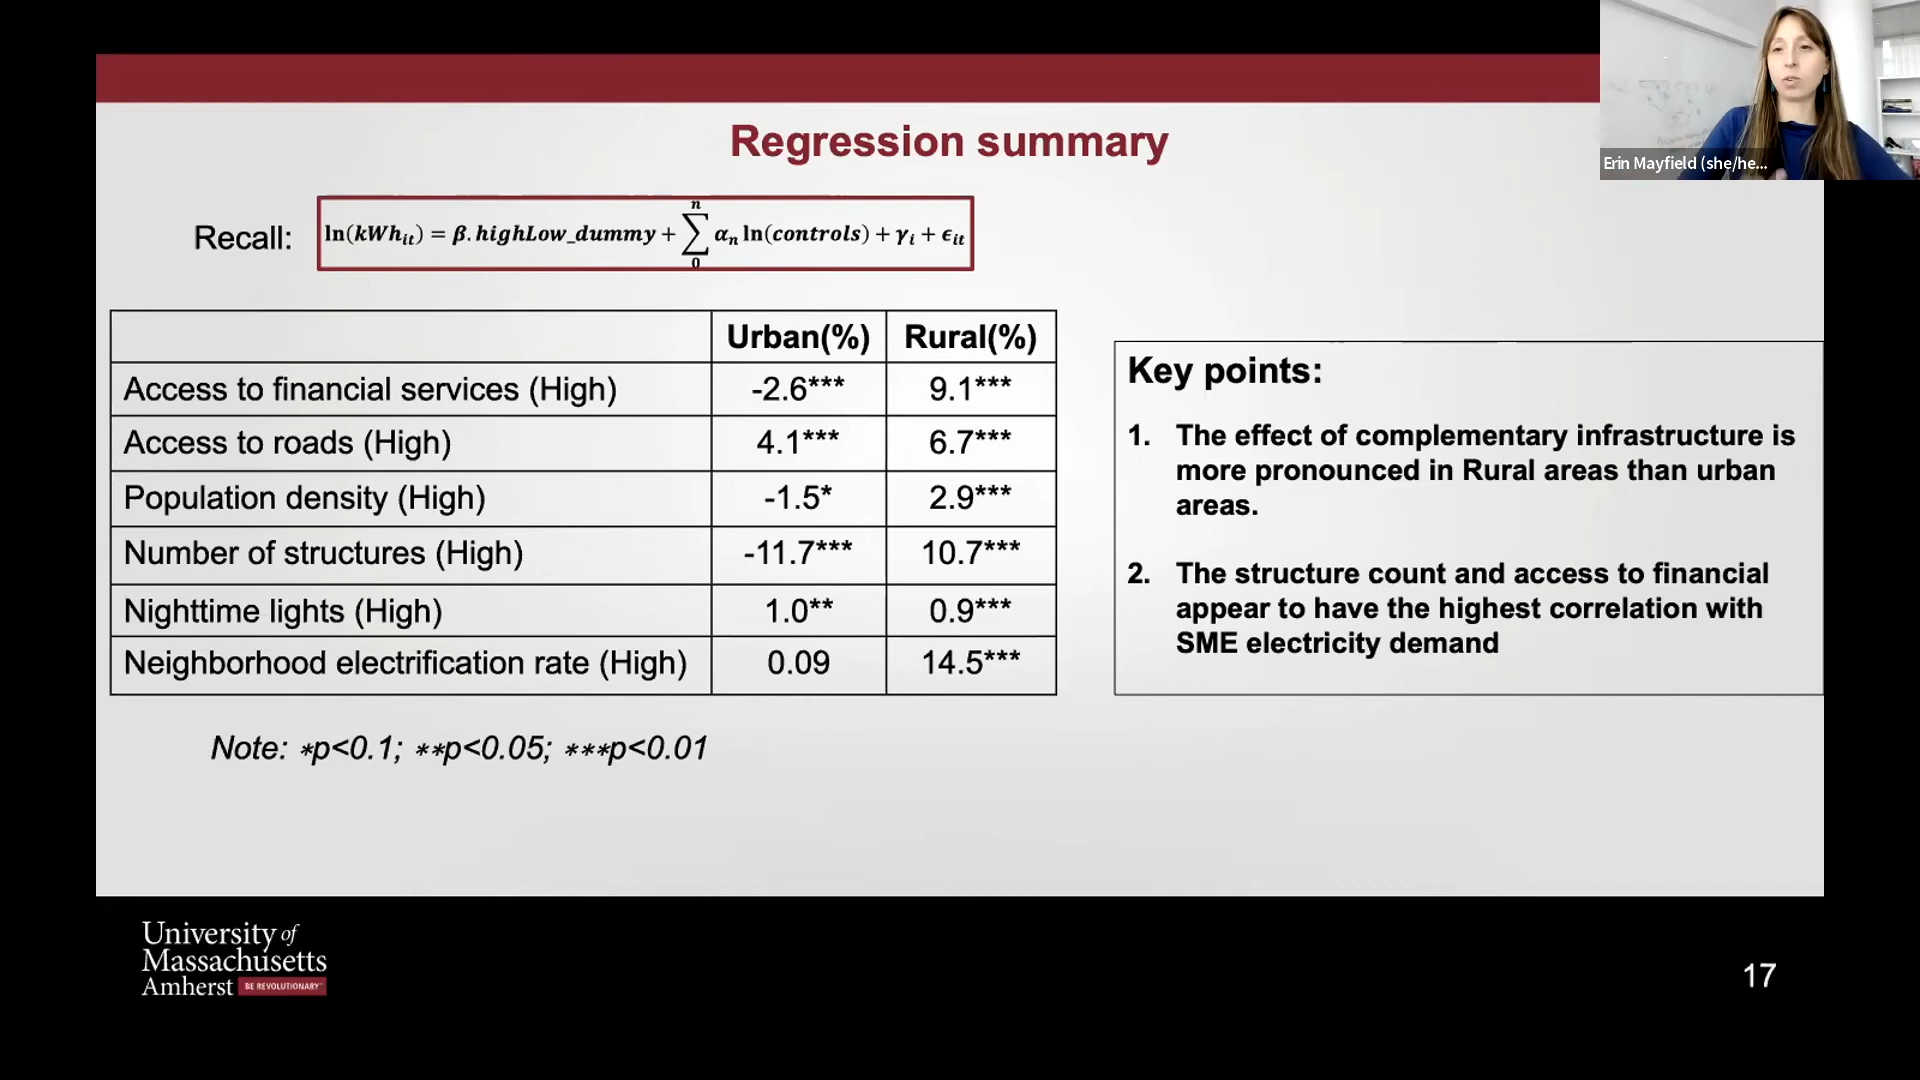 Erin Mayfield (she/he...
Regression summary
Recall: ln(kWh_it) = β.highLow_dummy + ∑_0^n α_n ln(controls) + γ_i + ϵ_it
Urban(%) Rural(%)
Access to financial services (High) -2.6*** 9.1***
Access to roads (High) 4.1*** 6.7***
Population density (High) -1.5* 2.9***
Number of structures (High) -11.7*** 10.7***
Nighttime lights (High) 1.0** 0.9***
Neighborhood electrification rate (High) 0.09 14.5***
Note: *p<0.1; **p<0.05; ***p<0.01
Key points:
1. The effect of complementary infrastructure is
more pronounced in Rural areas than urban
areas.
2. The structure count and access to financial
appear to have the highest correlation with
SME electricity demand
University of
Massachusetts
Amherst BE REVOLUTIONARY™
17